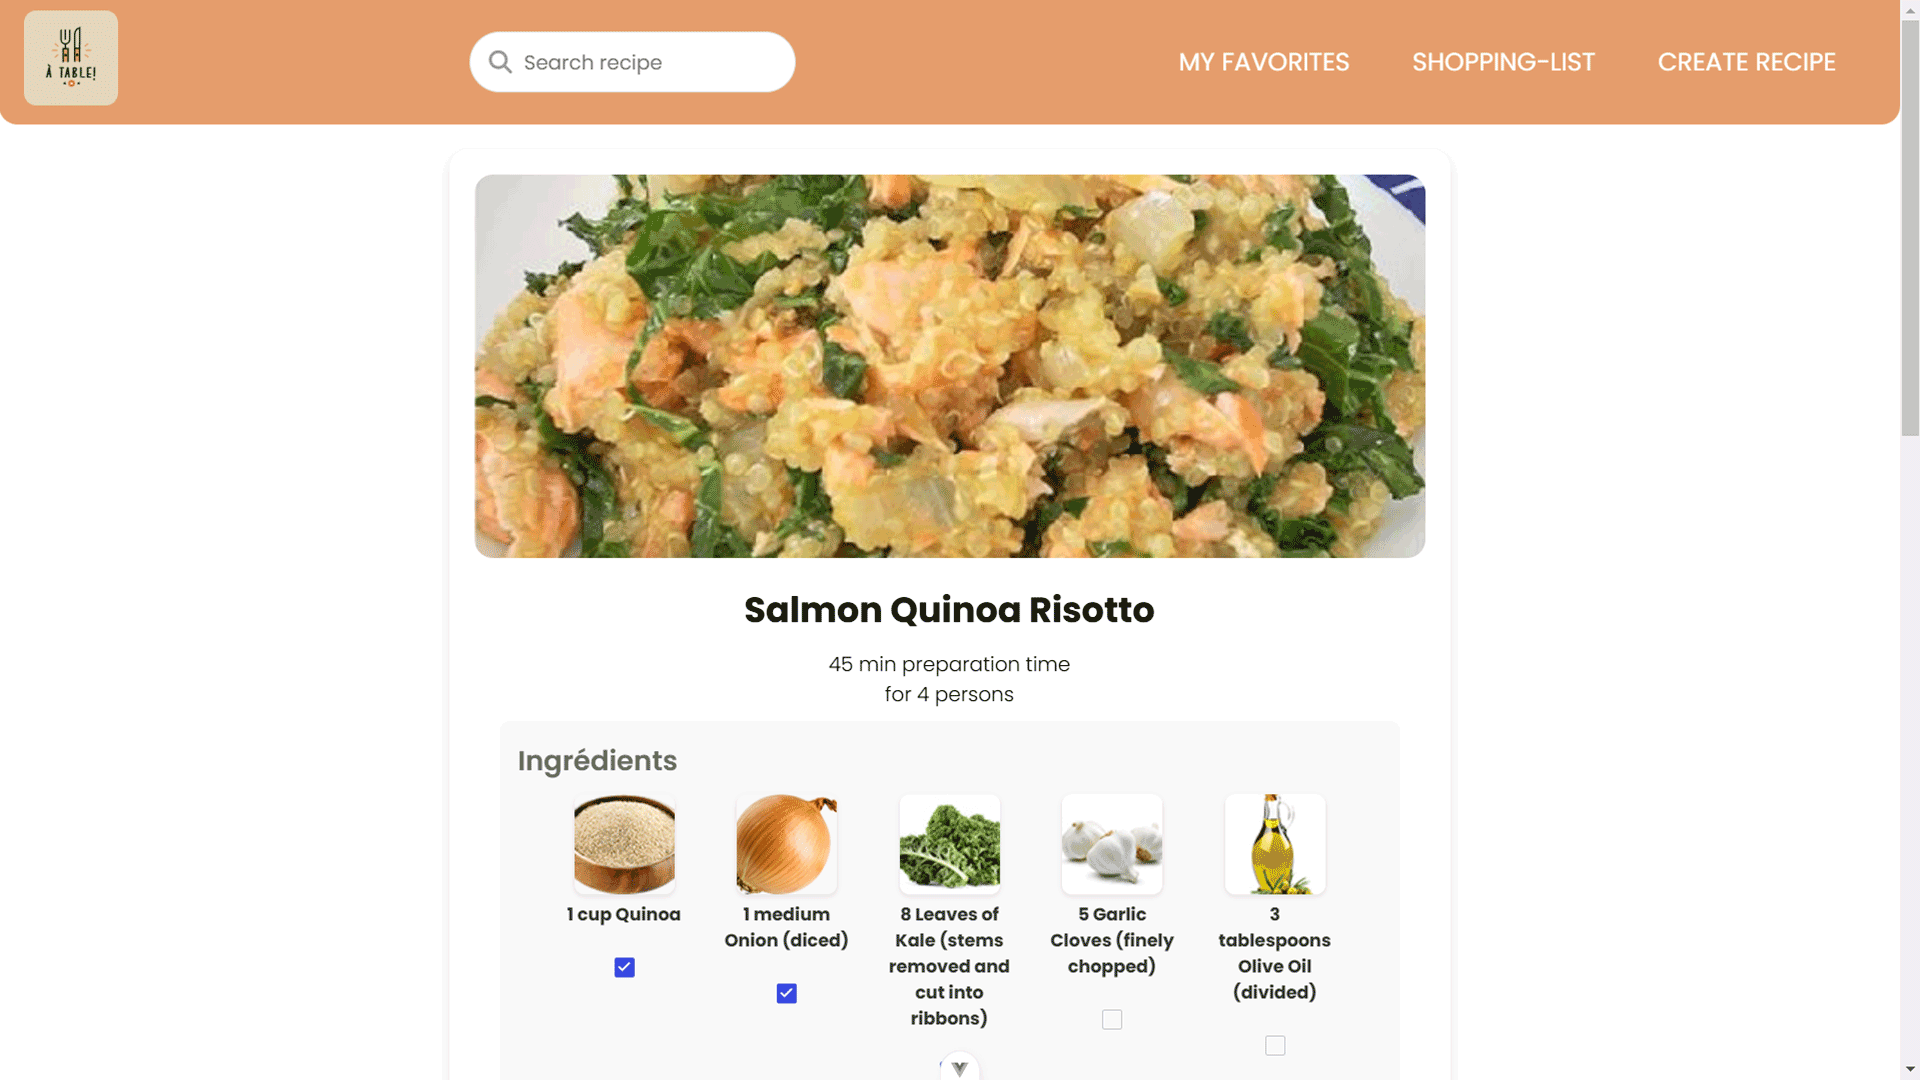 À TABLE!
Search recipe
MY FAVORITES
SHOPPING-LIST
CREATE RECIPE
Salmon Quinoa Risotto
45 min preparation time
for 4 persons
Ingrédients
1 cup Quinoa
1 medium
Onion (diced)
8 Leaves of
Kale (stems
removed and
cut into
ribbons)
5 Garlic
Cloves (finely
chopped)
3
tablespoons
Olive Oil
(divided)